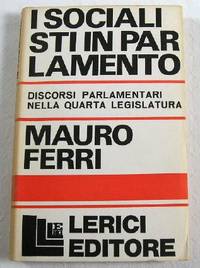 I SOCIALI
STI IN PAR
LAMENTO
DISCORSI PARLAMENTARI
NELLA QUARTA LEGISLATURA
MAURO
FERRI
LERICI
EDITORE